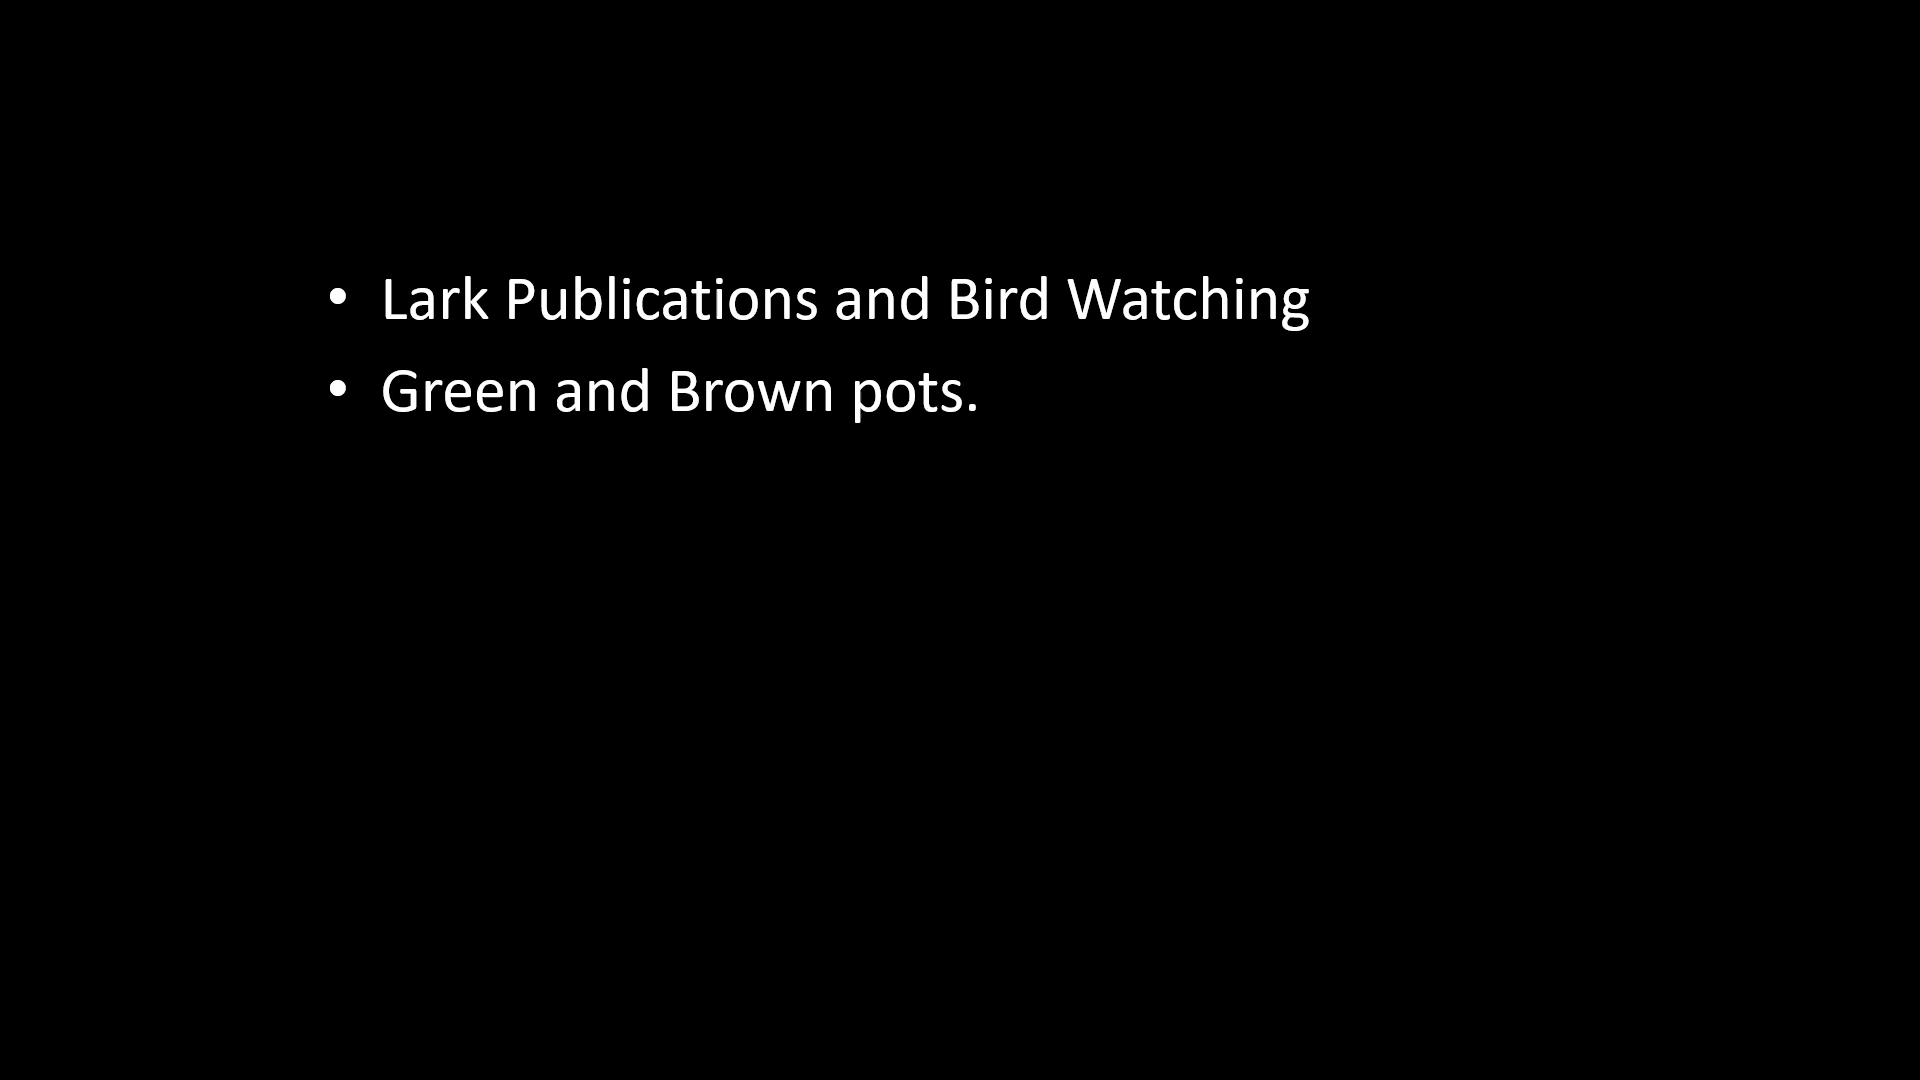 • Lark Publications and Bird Watching
• Green and Brown pots.